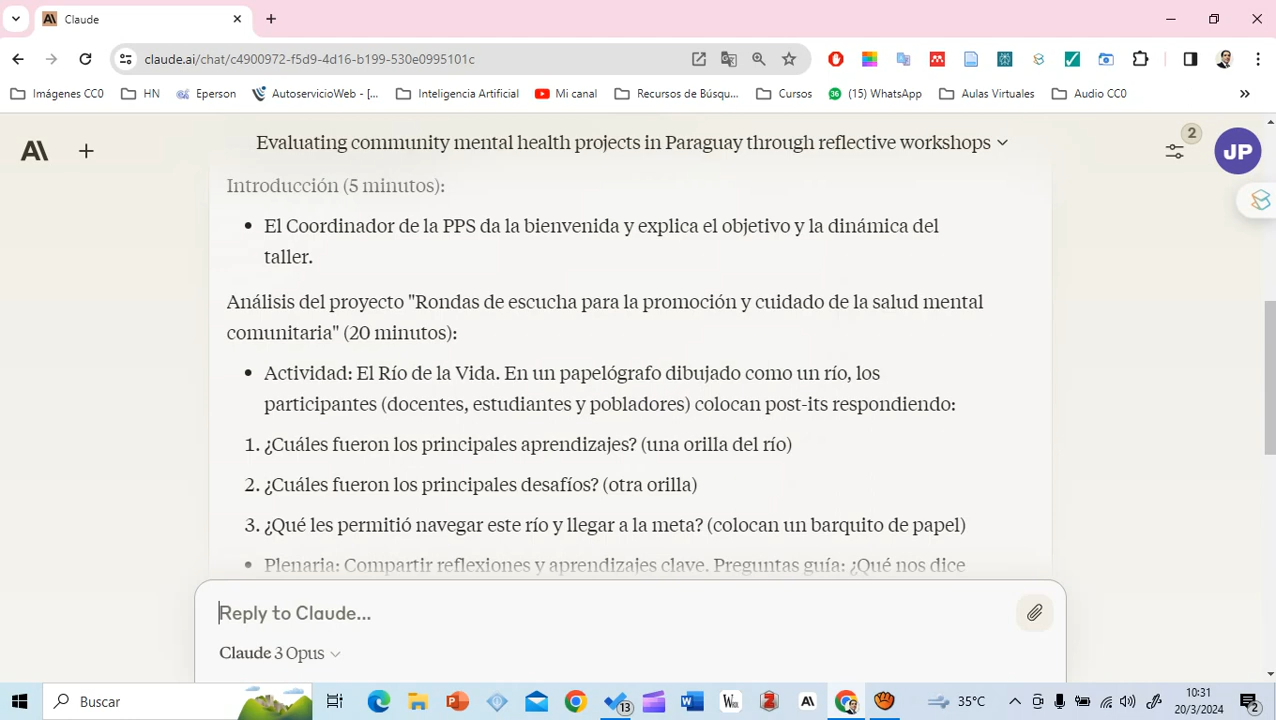 Claude
claude.ai/chat/c4900972-f5d9-4d16-b199-530e0995101c
Imágenes CC0
HN
Eperson
AutoservicioWeb - [...
Inteligencia Artificial
Mi canal
Recursos de Búsqu...
Cursos
36
(15) WhatsApp
Aulas Virtuales
Audio CC0
Evaluating community mental health projects in Paraguay through reflective workshops
2
JP
Introducción (5 minutos):
• El Coordinador de la PPS da la bienvenida y explica el objetivo y la dinámica del
taller.
Análisis del proyecto "Rondas de escucha para la promoción y cuidado de la salud mental
comunitaria" (20 minutos):
• Actividad: El Río de la Vida. En un papelógrafo dibujado como un río, los
participantes (docentes, estudiantes y pobladores) colocan post-its respondiendo:
1. ¿Cuáles fueron los principales aprendizajes? (una orilla del río)
2. ¿Cuáles fueron los principales desafíos? (otra orilla)
3. ¿Qué les permitió navegar este río y llegar a la meta? (colocan un barquito de papel)
• Plenaria: Compartir reflexiones y aprendizajes clave. Preguntas guía: ¿Qué nos dice
Reply to Claude...
Claude 3 Opus
Buscar
13
35°C
10:31
20/3/2024
2